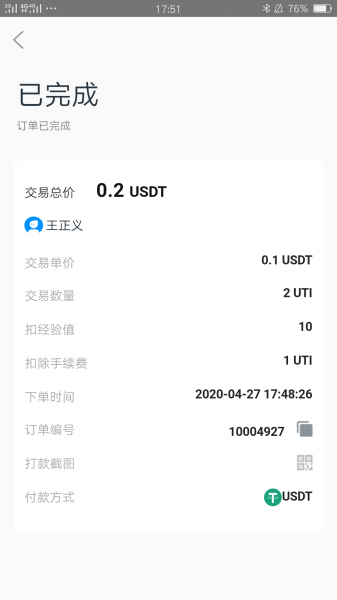 17:51
76%
已完成
订单已完成
交易总价 0.2 USDT
王正义
交易单价 0.1 USDT
交易数量 2 UTI
扣经验值 10
扣除手续费 1 UTI
下单时间 2020-04-27 17:48:26
订单编号 10004927
打款截图
付款方式 USDT